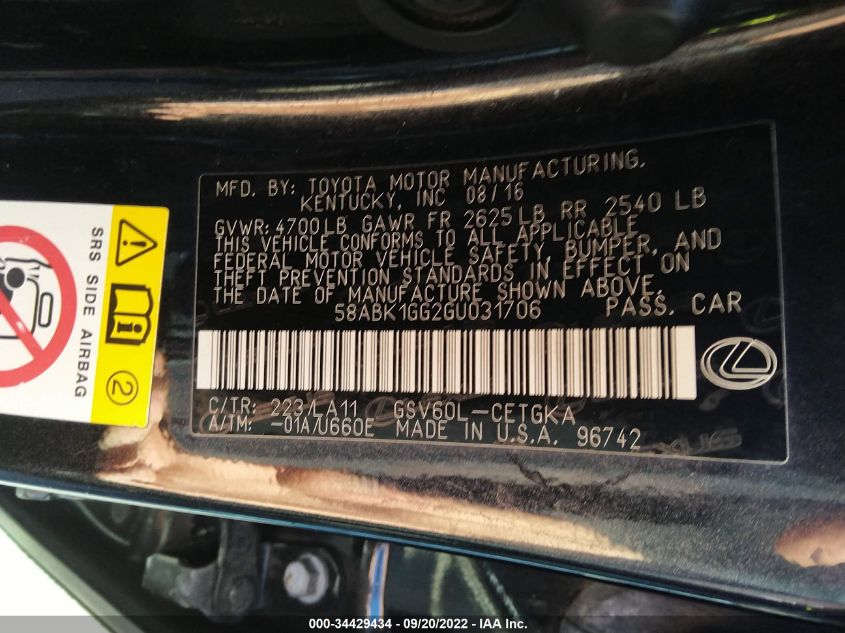 MFD. BY: TOYOTA MOTOR MANUFACTURING,
KENTUCKY, INC 08/16
GVWR: 4700LB GAWR FR 2625LB RR 2540 LB
THIS VEHICLE CONFORMS TO ALL APPLICABLE
FEDERAL MOTOR VEHICLE SAFETY, BUMPER, AND
THEFT PREVENTION STANDARDS IN EFFECT ON
THE DATE OF MANUFACTURE SHOWN ABOVE.
58ABK1GG2GU031706 PASS. CAR
C/TR: 223/LA11 GSV60L-CETGKA
A/TM: -01A/U660E MADE IN U.S.A. 96742
SRS SIDE AIRBAG
2
000-34429434 - 09/20/2022 - IAA Inc.